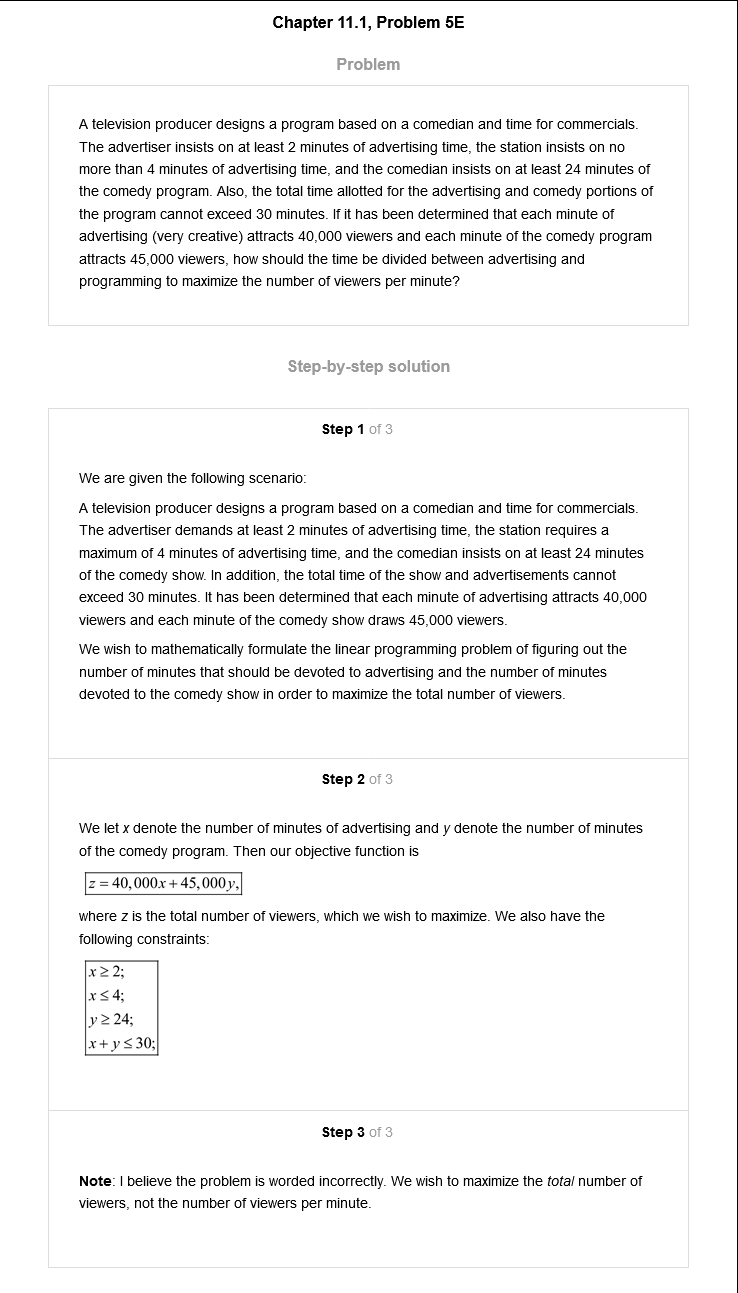 Chapter 11.1, Problem 5E
Problem
A television producer designs a program based on a comedian and time for commercials.
The advertiser insists on at least 2 minutes of advertising time, the station insists on no
more than 4 minutes of advertising time, and the comedian insists on at least 24 minutes of
the comedy program. Also, the total time allotted for the advertising and comedy portions of
the program cannot exceed 30 minutes. If it has been determined that each minute of
advertising (very creative) attracts 40,000 viewers and each minute of the comedy program
attracts 45,000 viewers, how should the time be divided between advertising and
programming to maximize the number of viewers per minute?
Step-by-step solution
Step 1 of 3
We are given the following scenario:
A television producer designs a program based on a comedian and time for commercials.
The advertiser demands at least 2 minutes of advertising time, the station requires a
maximum of 4 minutes of advertising time, and the comedian insists on at least 24 minutes
of the comedy show. In addition, the total time of the show and advertisements cannot
exceed 30 minutes. It has been determined that each minute of advertising attracts 40,000
viewers and each minute of the comedy show draws 45,000 viewers.
We wish to mathematically formulate the linear programming problem of figuring out the
number of minutes that should be devoted to advertising and the number of minutes
devoted to the comedy show in order to maximize the total number of viewers.
Step 2 of 3
We let x denote the number of minutes of advertising and y denote the number of minutes
of the comedy program. Then our objective function is
z = 40,000x + 45,000y,
where z is the total number of viewers, which we wish to maximize. We also have the
following constraints:
x ≥ 2;
x ≤ 4;
y ≥ 24;
x + y ≤ 30;
Step 3 of 3
Note: I believe the problem is worded incorrectly. We wish to maximize the total number of
viewers, not the number of viewers per minute.